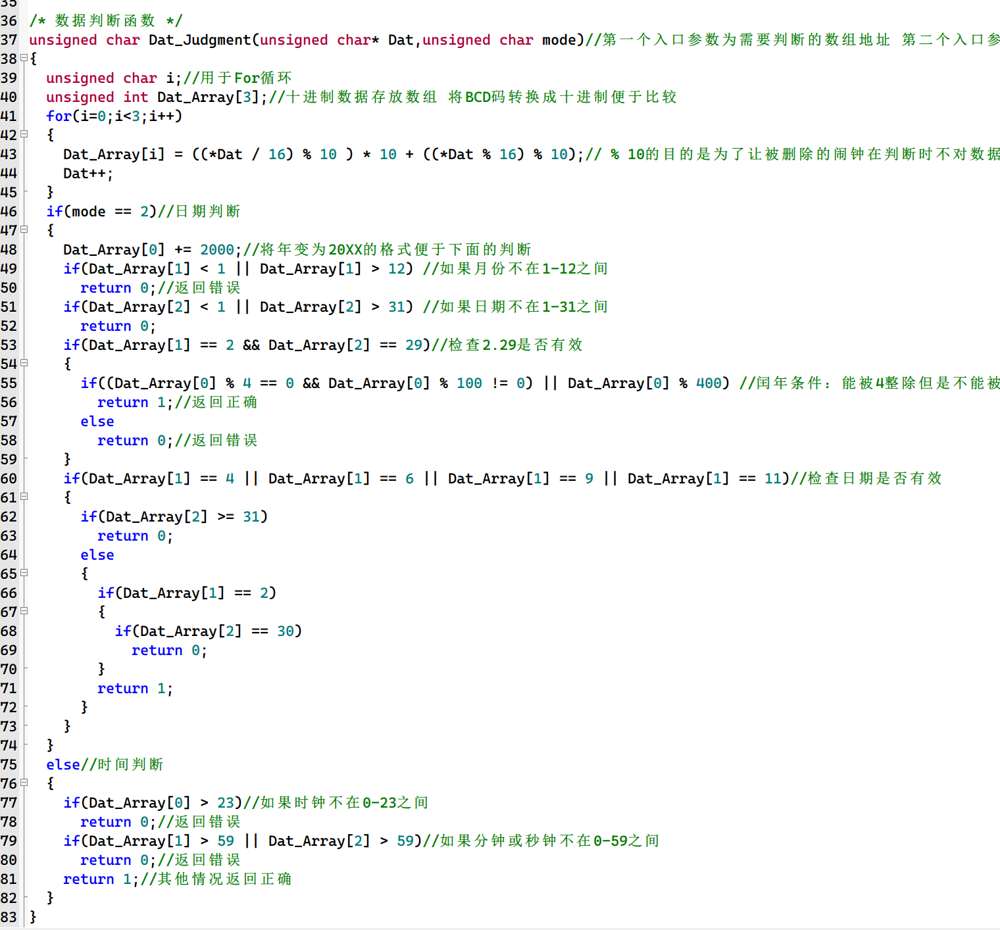 35
36 /* 数据判断函数 */
37 unsigned char Dat_Judgment(unsigned char* Dat,unsigned char mode)//第一个入口参数为需要判断的数组地址 第二个入口参
38 {
39   unsigned char i;//用于For循环
40   unsigned int Dat_Array[3];//十进制数据存放数组 将BCD码转换成十进制便于比较
41   for(i=0;i<3;i++)
42   {
43     Dat_Array[i] = ((*Dat / 16) % 10 ) * 10 + ((*Dat % 16) % 10);// % 10的目的是为了让被删除的闹钟在判断时不对数据
44     Dat++;
45   }
46   if(mode == 2)//日期判断
47   {
48     Dat_Array[0] += 2000;//将年变为20XX的格式便于下面的判断
49     if(Dat_Array[1] < 1 || Dat_Array[1] > 12) //如果月份不在1-12之间
50       return 0;//返回错误
51     if(Dat_Array[2] < 1 || Dat_Array[2] > 31) //如果日期不在1-31之间
52       return 0;
53     if(Dat_Array[1] == 2 && Dat_Array[2] == 29)//检查2.29是否有效
54     {
55       if((Dat_Array[0] % 4 == 0 && Dat_Array[0] % 100 != 0) || Dat_Array[0] % 400) //闰年条件：能被4整除但是不能被
56         return 1;//返回正确
57       else
58         return 0;//返回错误
59     }
60     if(Dat_Array[1] == 4 || Dat_Array[1] == 6 || Dat_Array[1] == 9 || Dat_Array[1] == 11)//检查日期是否有效
61     {
62       if(Dat_Array[2] >= 31)
63         return 0;
64       else
65       {
66         if(Dat_Array[1] == 2)
67         {
68           if(Dat_Array[2] == 30)
69             return 0;
70         }
71         return 1;
72       }
73     }
74   }
75   else//时间判断
76   {
77     if(Dat_Array[0] > 23)//如果时钟不在0-23之间
78       return 0;//返回错误
79     if(Dat_Array[1] > 59 || Dat_Array[2] > 59)//如果分钟或秒钟不在0-59之间
80       return 0;//返回错误
81     return 1;//其他情况返回正确
82   }
83 }